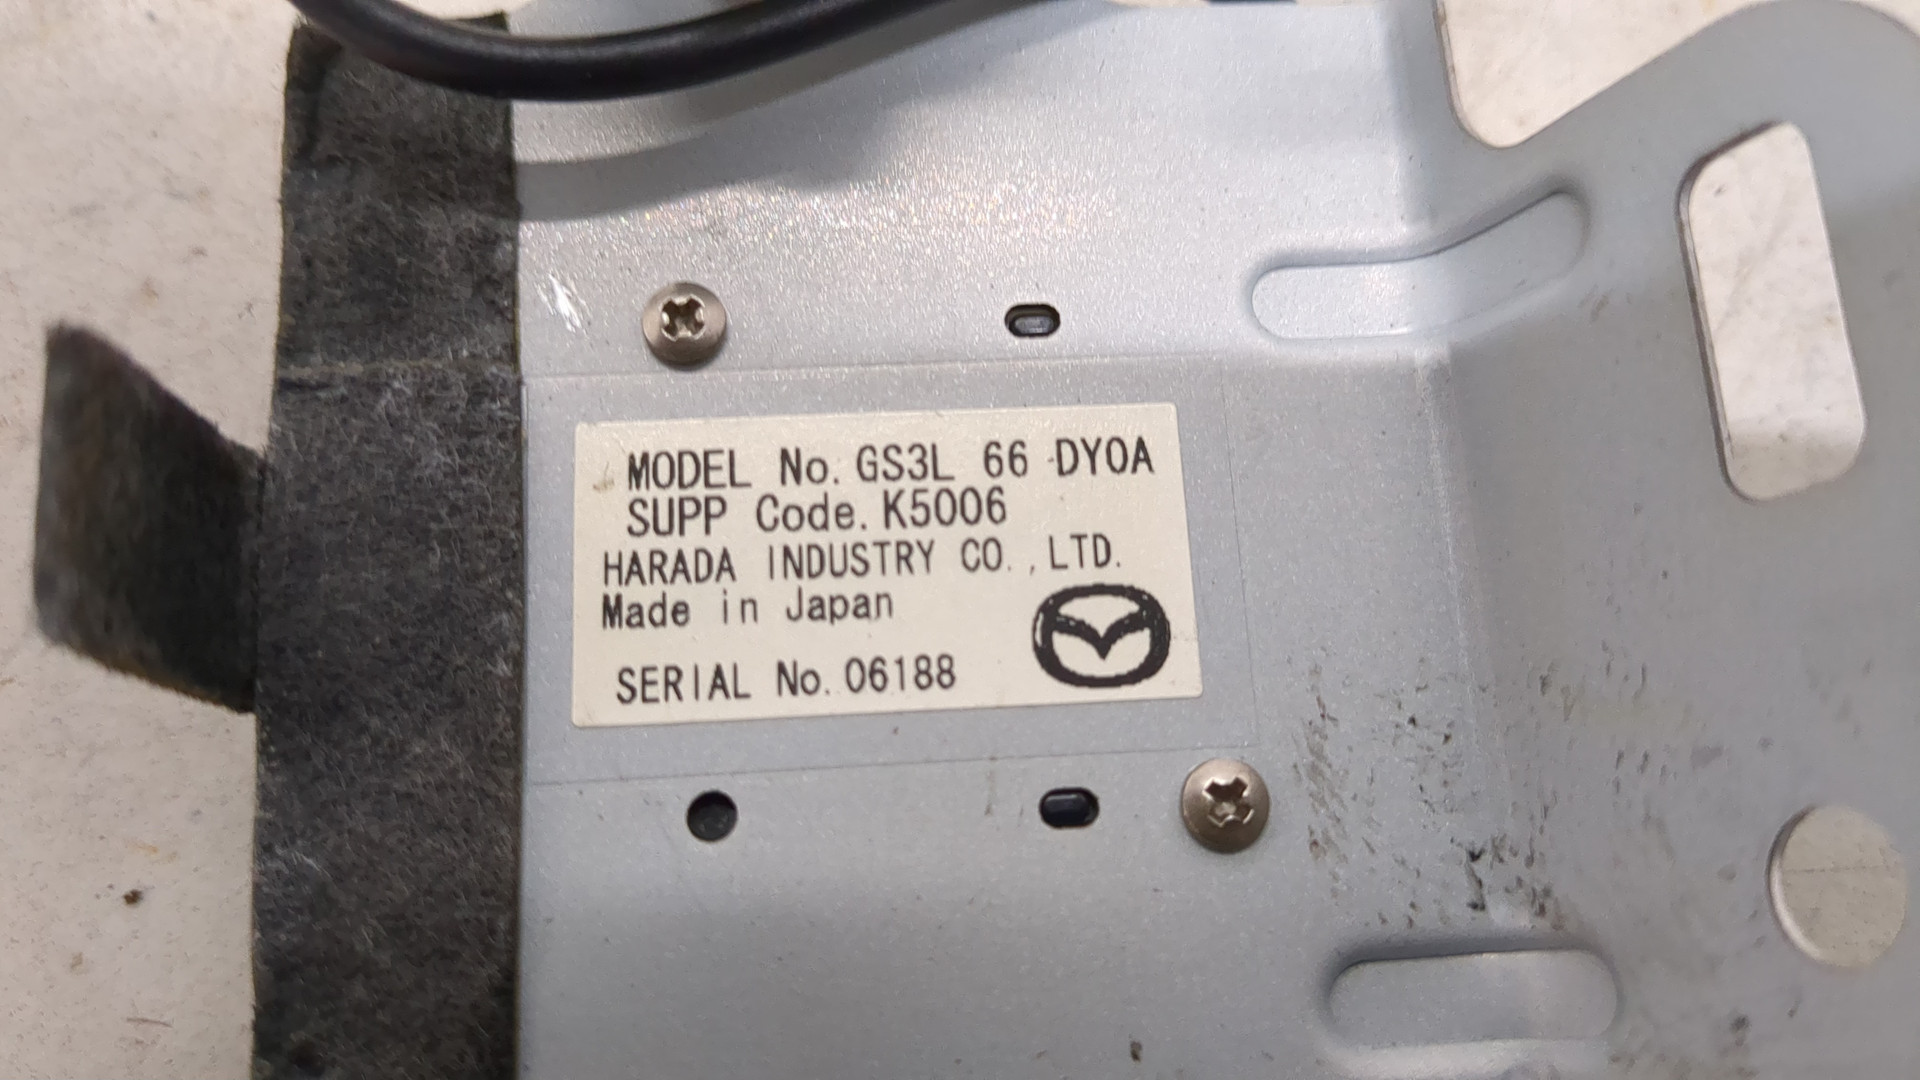 MODEL No. GS3L 66 DY0A
SUPP Code. K5006
HARADA INDUSTRY CO., LTD.
Made in Japan
SERIAL No. 06188